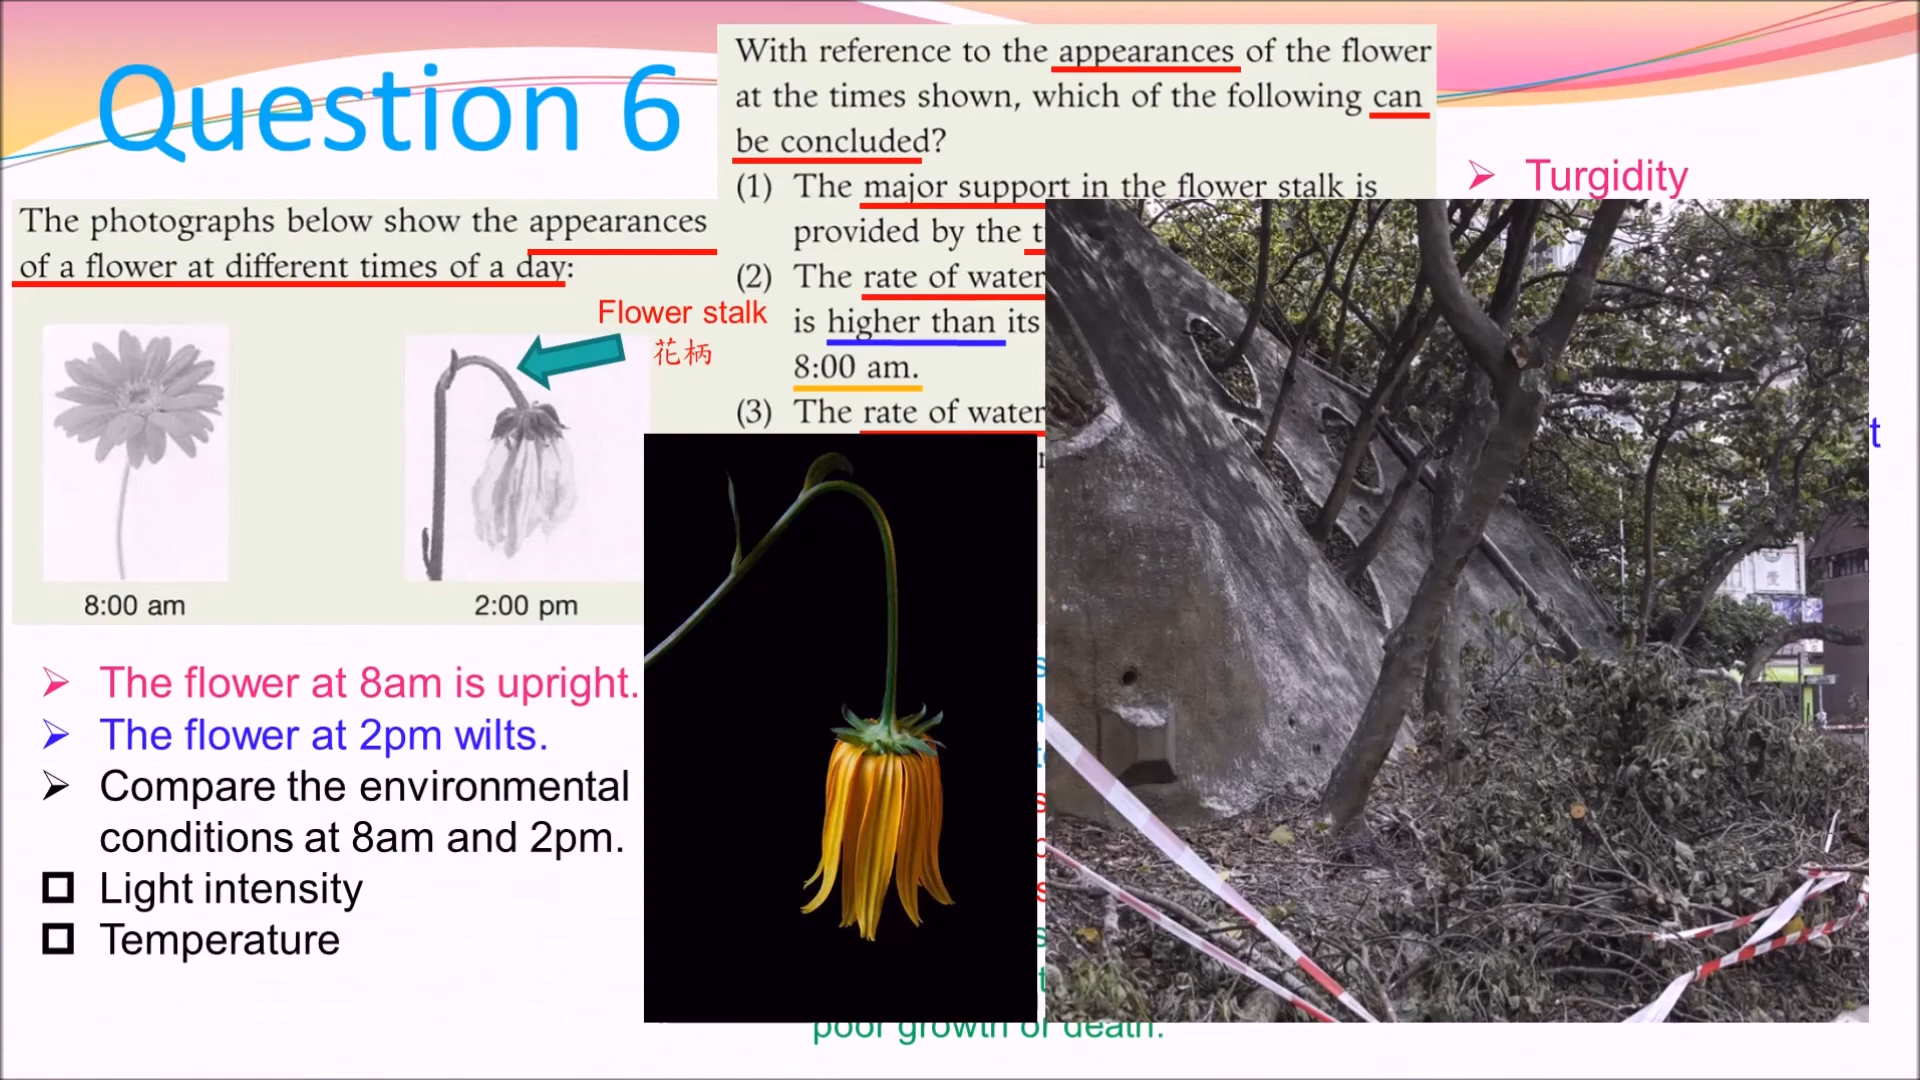 Question 6
The photographs below show the appearances
of a flower at different times of a day:
Flower stalk
花柄
8:00 am
2:00 pm
The flower at 8am is upright.
The flower at 2pm wilts.
Compare the environmental
conditions at 8am and 2pm.
Light intensity
Temperature
With reference to the appearances of the flower
at the times shown, which of the following can
be concluded?
(1) The major support in the flower stalk is
provided by the
(2) The rate of water
is higher than its
8:00 am.
(3) The rate of water
Turgidity
poor growth or death.